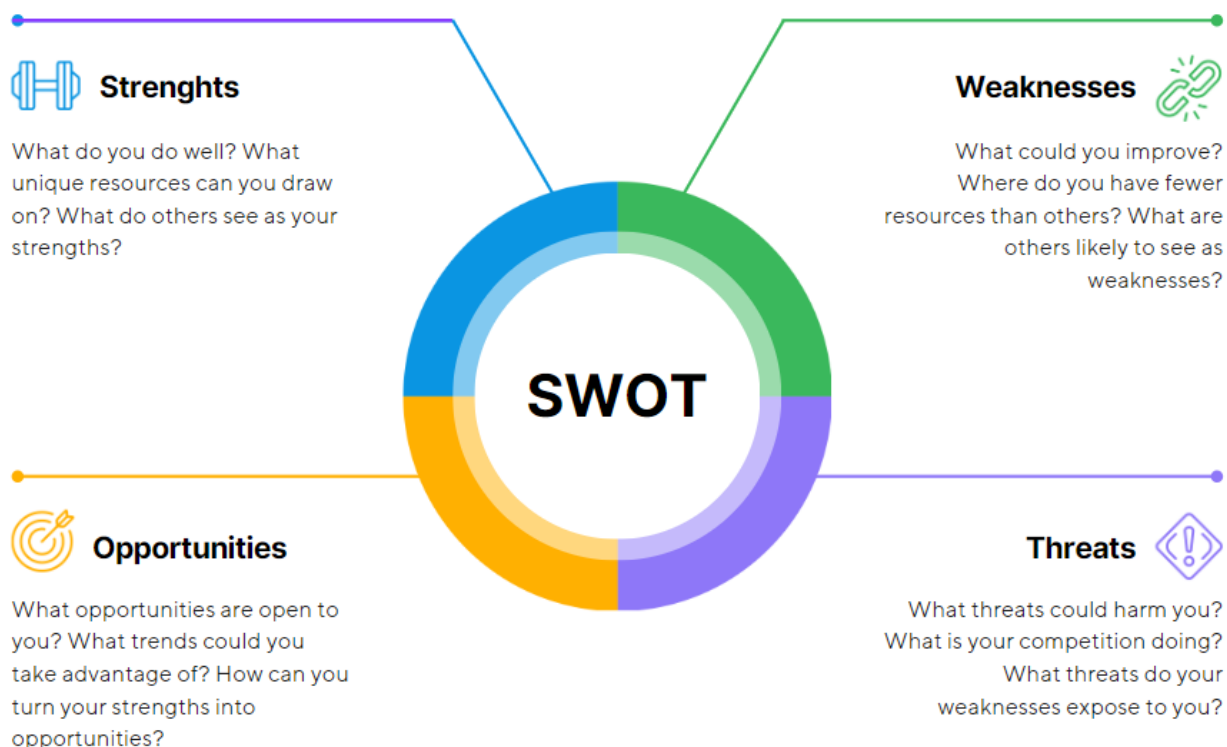 Strenghts
What do you do well? What
unique resources can you draw
on? What do others see as your
strengths?
Weaknesses
What could you improve?
Where do you have fewer
resources than others? What are
others likely to see as
weaknesses?
SWOT
Opportunities
What opportunities are open to
you? What trends could you
take advantage of? How can you
turn your strengths into
opportunities?
Threats
What threats could harm you?
What is your competition doing?
What threats do your
weaknesses expose to you?